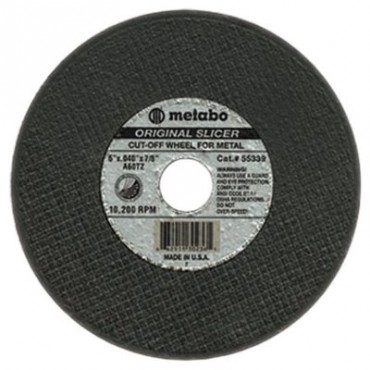 metabo
ORIGINAL SLICER
CUT-OFF WHEEL, FOR METAL
6" x .040" x 7/8"
A60TZ
Cat.# 55339
WARNING!
ALWAYS USE A GUARD
AND EYE PROTECTION
COMPLY WITH
ANSI CODE B7.1
OSHA REGULATIONS
DO NOT
OVER-SPEED
10,200 RPM
MADE IN U.S.A.